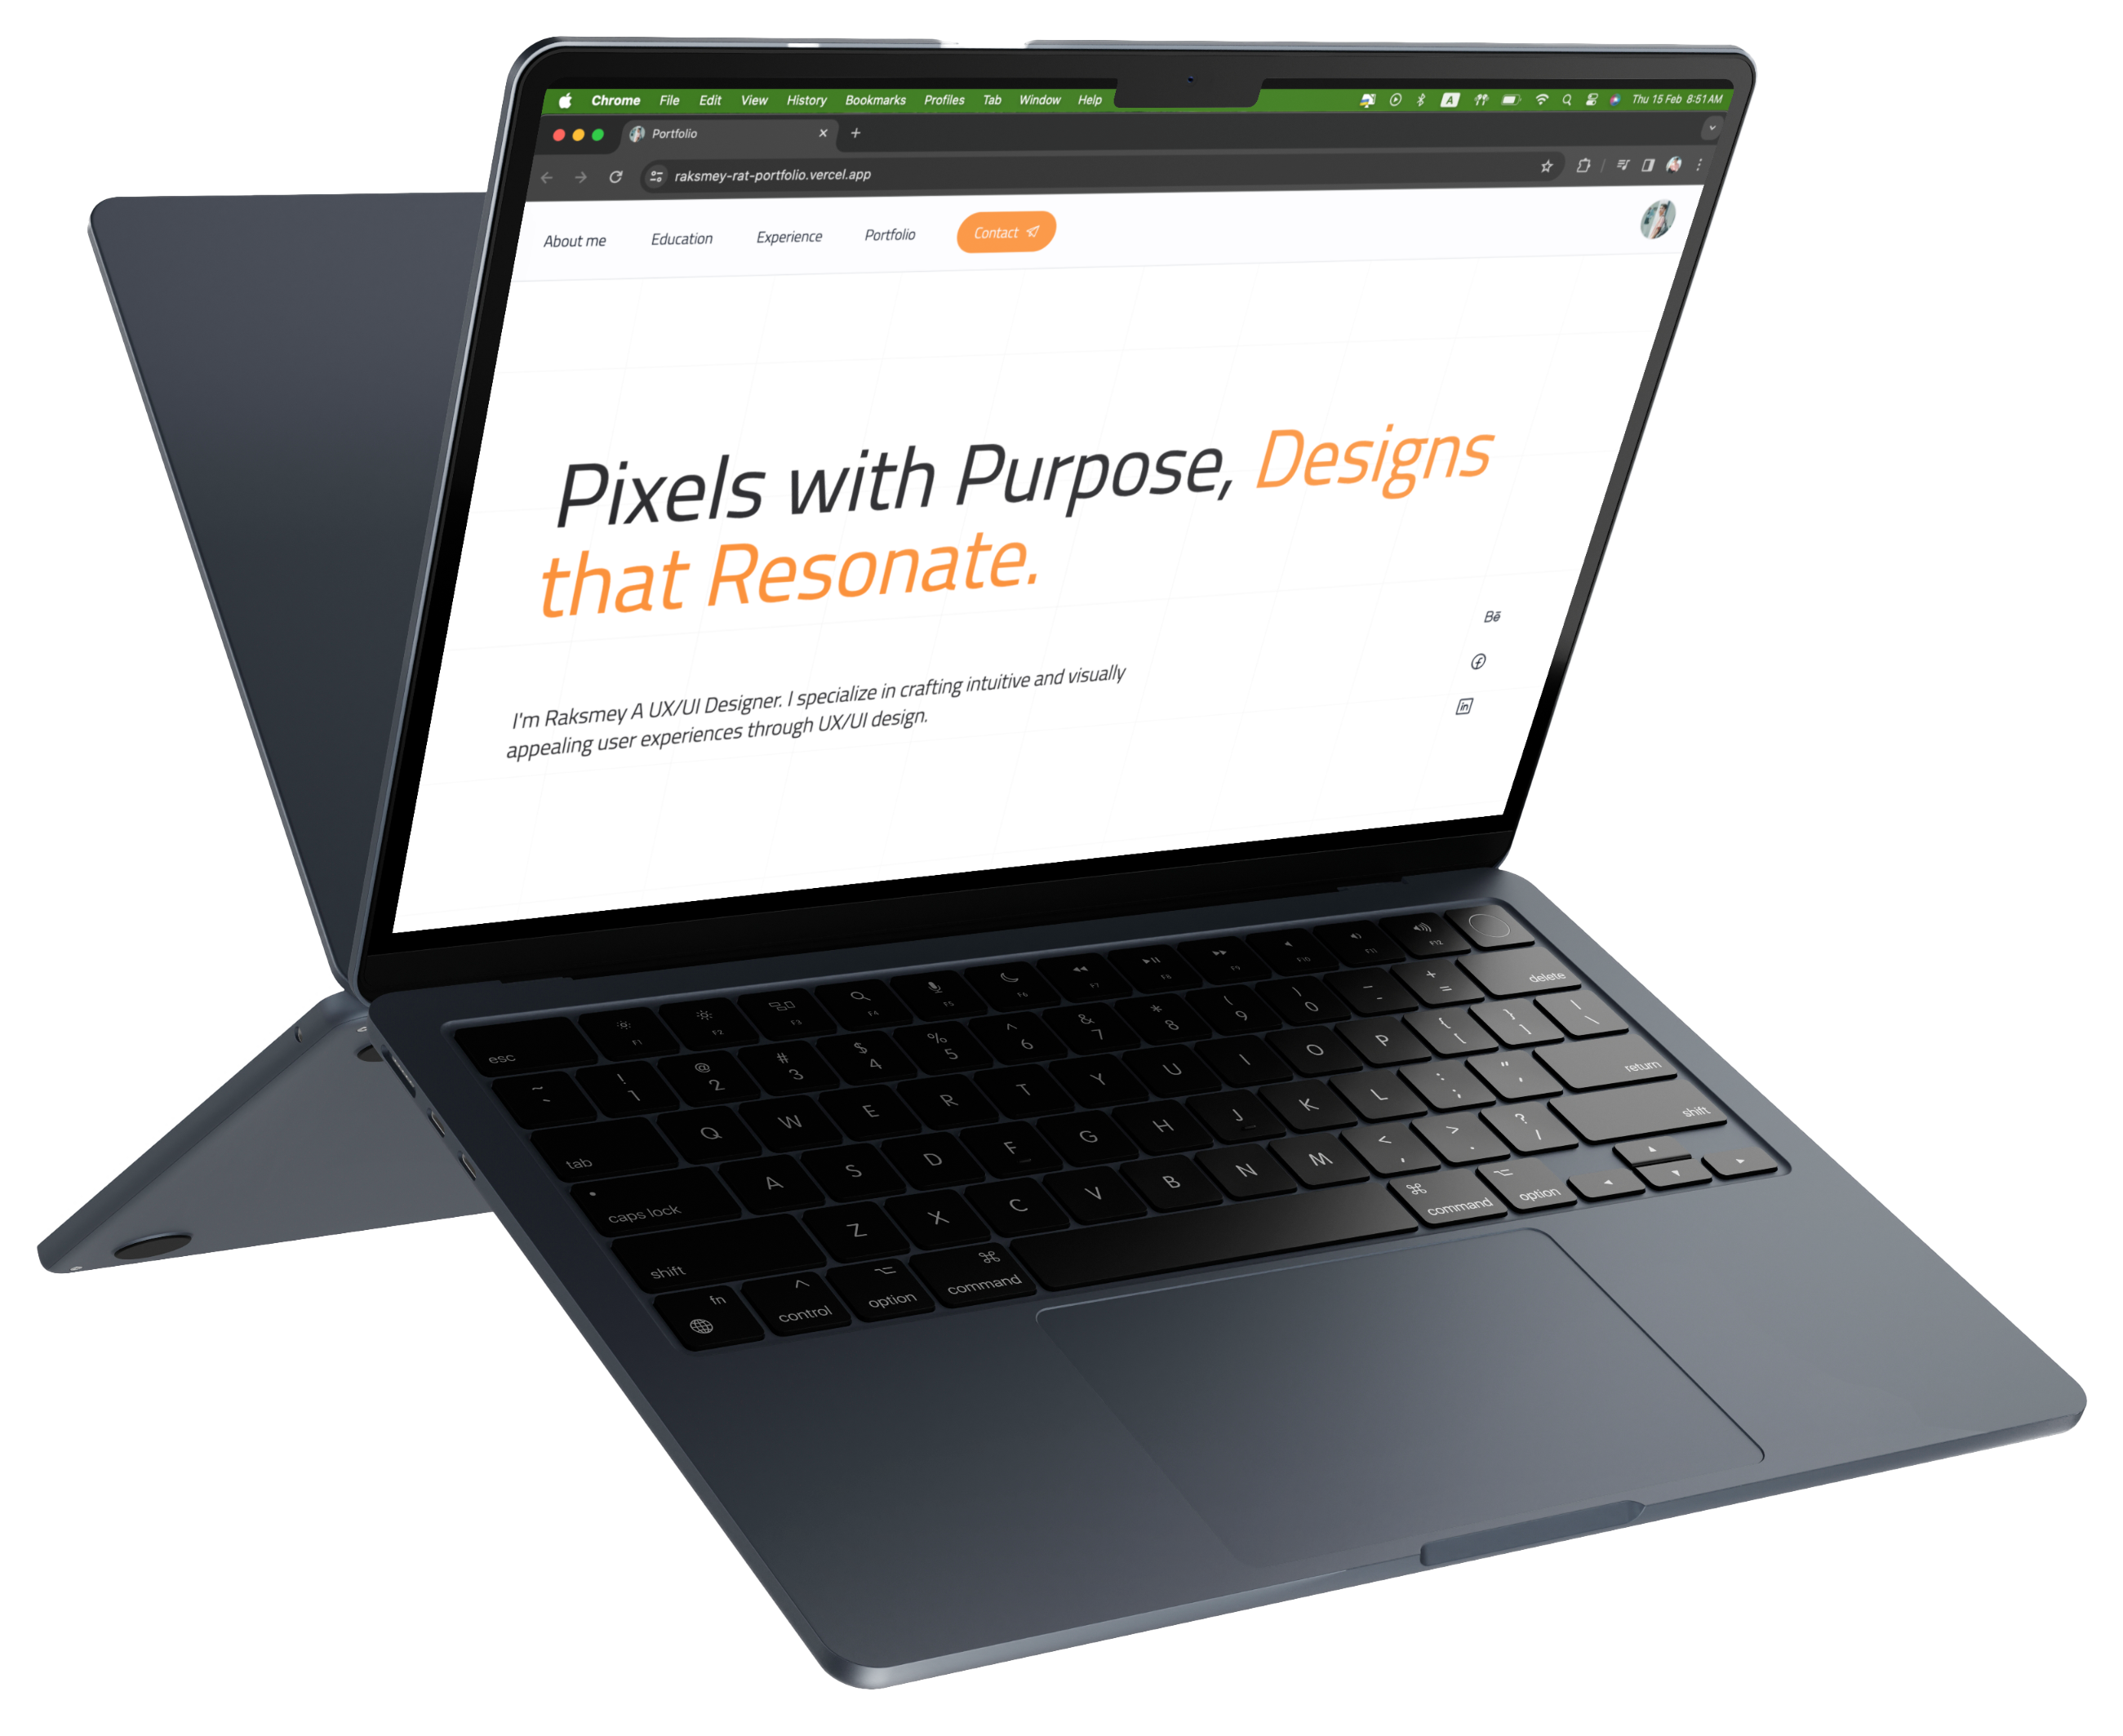 Chrome File Edit View History Bookmarks Profiles Tab Window Help A Thu 15 Feb 8:51 AM
Portfolio
raksmey-rat-portfolio.vercel.app
About me Education Experience Portfolio Contact
Pixels with Purpose, Designs
that Resonate.
Bē
f
in
I'm Raksmey A UX/UI Designer. I specialize in crafting intuitive and visually
appealing user experiences through UX/UI design.
esc F1 F2 F3 F4 F5 F6 F7 F8 F9 F10 F11 F12
~ ` ! 1 @ 2 # 3 $ 4 % 5 ^ 6 & 7 * 8 ( 9 ) 0 _ - + = delete
tab Q W E R T Y U I O P { [ } ] | \
caps lock A S D F G H J K L : ; " ' return
shift Z X C V B N M < , > . ? / shift
fn control option command command option